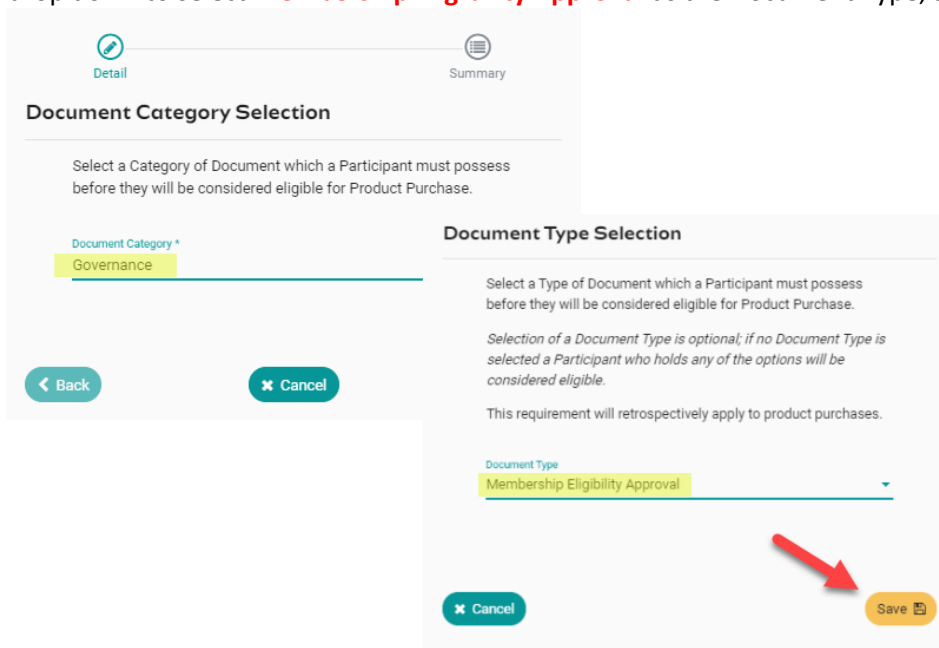 Detail
Summary
Document Category Selection
Select a Category of Document which a Participant must possess
before they will be considered eligible for Product Purchase.
Document Category *
Governance
Back
Cancel
Document Type Selection
Select a Type of Document which a Participant must possess
before they will be considered eligible for Product Purchase.
Selection of a Document Type is optional; if no Document Type is
selected a Participant who holds any of the options will be
considered eligible.
This requirement will retrospectively apply to product purchases.
Document Type
Membership Eligibility Approval
Cancel
Save